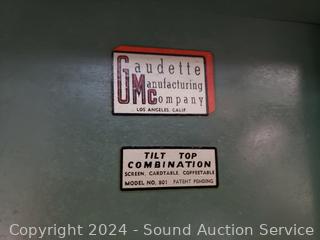 Gaudette
Manufacturing
Company
LOS ANGELES, CALIF.
TILT TOP
COMBINATION
SCREEN, CARDTABLE, COFFEETABLE
MODEL NO. 801 PATENT PENDING
Copyright 2024 - Sound Auction Service